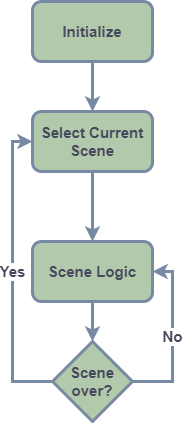 Initialize
Select Current
Scene
Yes
Scene Logic
No
Scene
over?